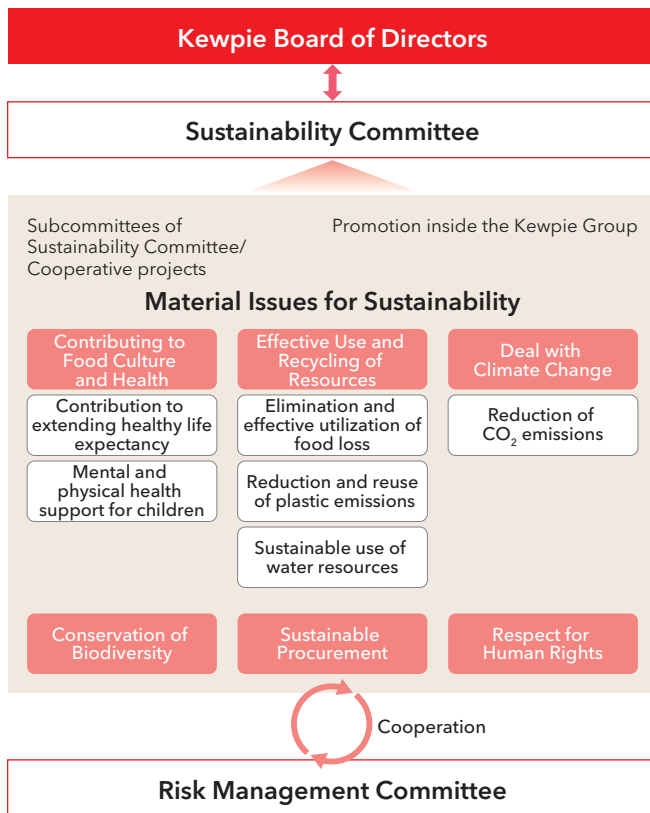 Kewpie Board of Directors
Sustainability Committee
Subcommittees of
Sustainability Committee/
Cooperative projects
Promotion inside the Kewpie Group
Material Issues for Sustainability
Contributing to
Food Culture
and Health
Contribution to
extending healthy life
expectancy
Mental and
physical health
support for children
Effective Use and
Recycling of
Resources
Elimination and
effective utilization of
food loss
Reduction and reuse
of plastic emissions
Sustainable use of
water resources
Deal with
Climate Change
Reduction of
CO₂ emissions
Conservation of
Biodiversity
Sustainable
Procurement
Respect for
Human Rights
Cooperation
Risk Management Committee